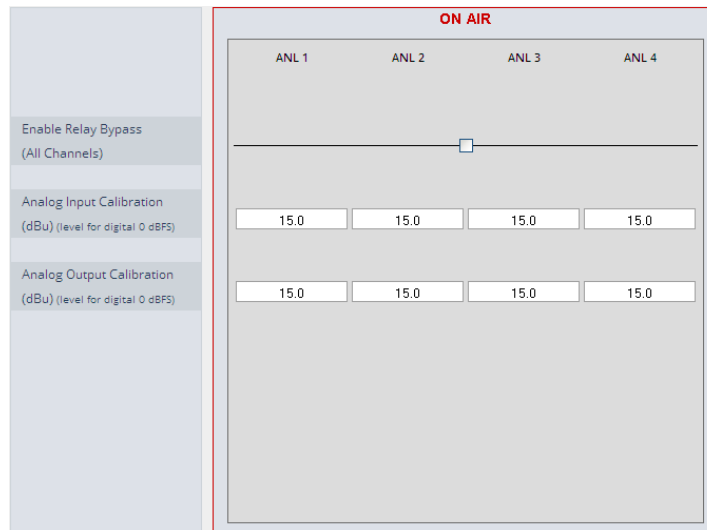 ON AIR
ANL 1 ANL 2 ANL 3 ANL 4
Enable Relay Bypass
(All Channels)
Analog Input Calibration
(dBu) (level for digital 0 dBFS)
15.0 15.0 15.0 15.0
Analog Output Calibration
(dBu) (level for digital 0 dBFS)
15.0 15.0 15.0 15.0